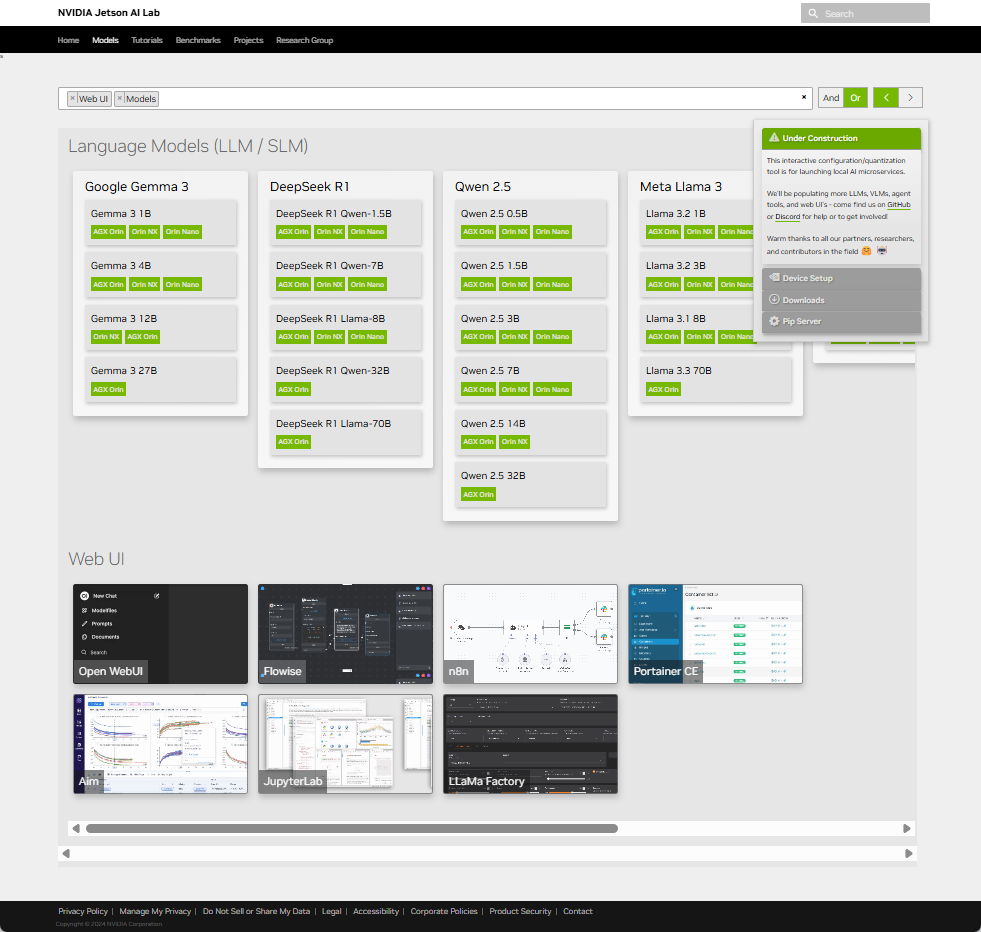 NVIDIA Jetson AI Lab
Search
Home Models Tutorials Benchmarks Projects Research Group
s
× Web UI × Models × And Or
Language Models (LLM / SLM)
Under Construction
This interactive configuration/quantization
tool is for launching local AI microservices.
We'll be populating more LLMs, VLMs, agent
tools, and web UI's - come find us on GitHub
or Discord for help or to get involved!
Warm thanks to all our partners, researchers,
and contributors in the field
Device Setup
Downloads
Pip Server
Google Gemma 3
Gemma 3 1B
AGX Orin Orin NX Orin Nano
Gemma 3 4B
AGX Orin Orin NX Orin Nano
Gemma 3 12B
Orin NX AGX Orin
Gemma 3 27B
AGX Orin
DeepSeek R1
DeepSeek R1 Qwen-1.5B
AGX Orin Orin NX Orin Nano
DeepSeek R1 Qwen-7B
AGX Orin Orin NX Orin Nano
DeepSeek R1 Llama-8B
AGX Orin Orin NX Orin Nano
DeepSeek R1 Qwen-32B
AGX Orin
DeepSeek R1 Llama-70B
AGX Orin
Qwen 2.5
Qwen 2.5 0.5B
AGX Orin Orin NX Orin Nano
Qwen 2.5 1.5B
AGX Orin Orin NX Orin Nano
Qwen 2.5 3B
AGX Orin Orin NX Orin Nano
Qwen 2.5 7B
AGX Orin Orin NX Orin Nano
Qwen 2.5 14B
AGX Orin Orin NX
Qwen 2.5 32B
AGX Orin
Meta Llama 3
Llama 3.2 1B
AGX Orin Orin NX Orin Nano
Llama 3.2 3B
AGX Orin Orin NX Orin Nano
Llama 3.1 8B
AGX Orin Orin NX Orin Nano
Llama 3.3 70B
AGX Orin
Web UI
New Chat
Modelfiles
Prompts
Documents
Search
Open WebUI
Flowise
n8n
portainer.io
Container list
Portainer CE
Aim
JupyterLab
LLaMa Factory
Privacy Policy | Manage My Privacy | Do Not Sell or Share My Data | Legal | Accessibility | Corporate Policies | Product Security | Contact
Copyright © 2024 NVIDIA Corporation